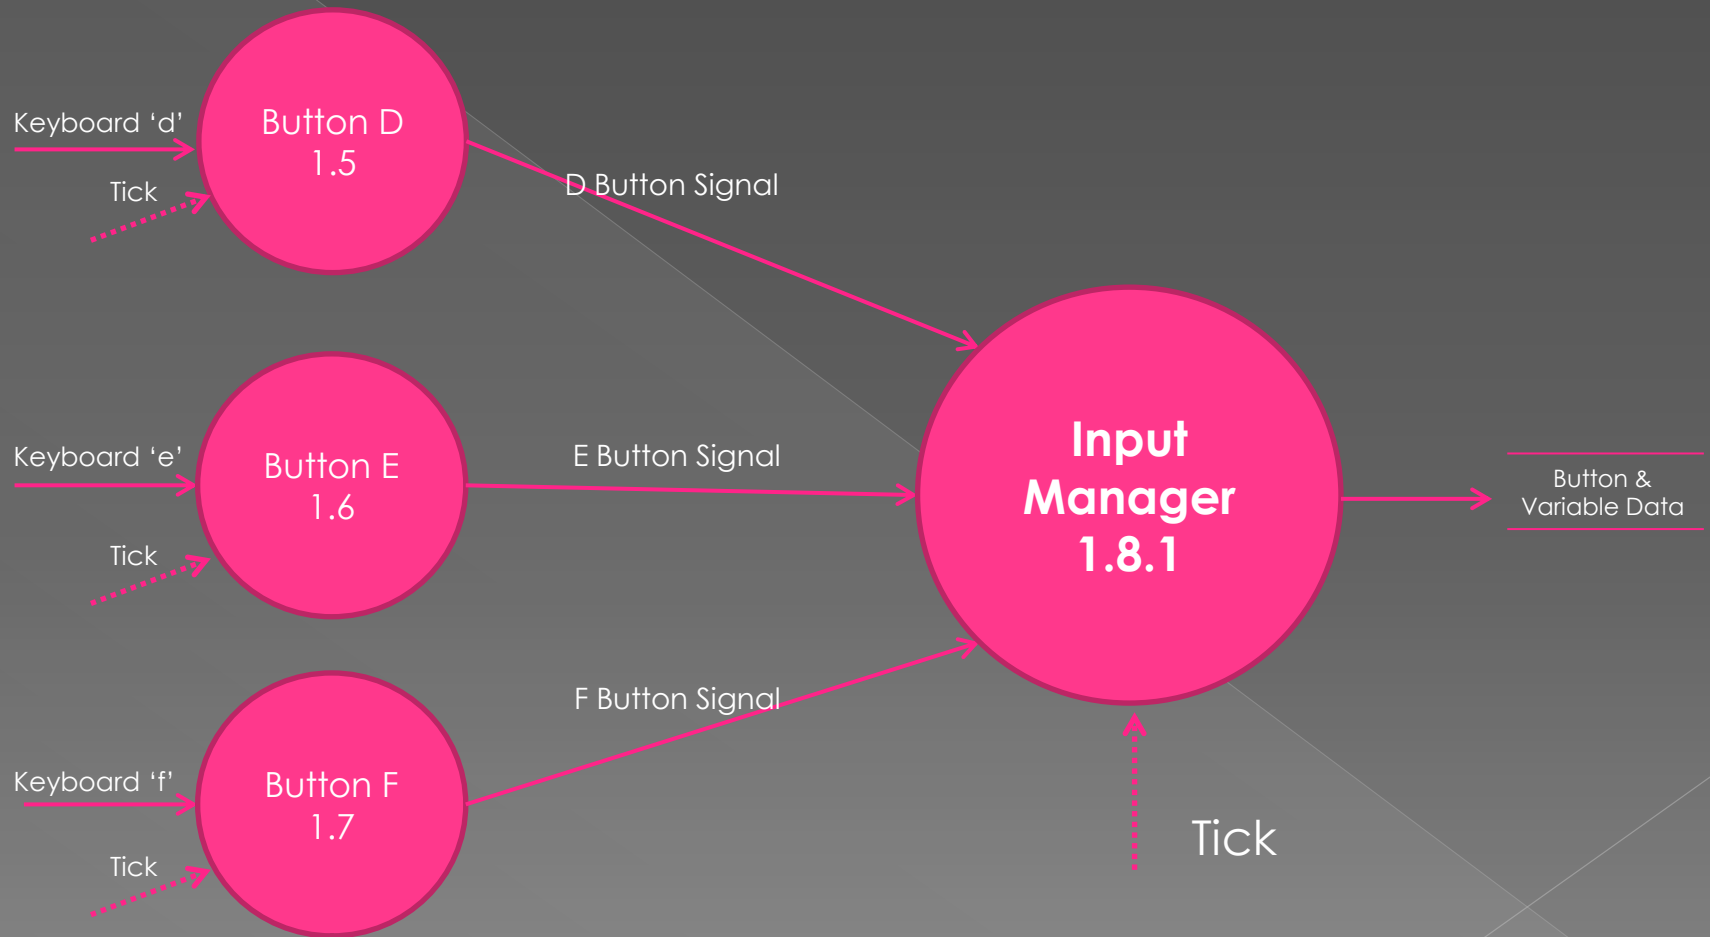 Keyboard ‘d’
Tick
Button D
1.5
D Button Signal
Keyboard ‘e’
Tick
Button E
1.6
E Button Signal
Keyboard ‘f’
Tick
Button F
1.7
F Button Signal
Input
Manager
1.8.1
Tick
Button &
Variable Data